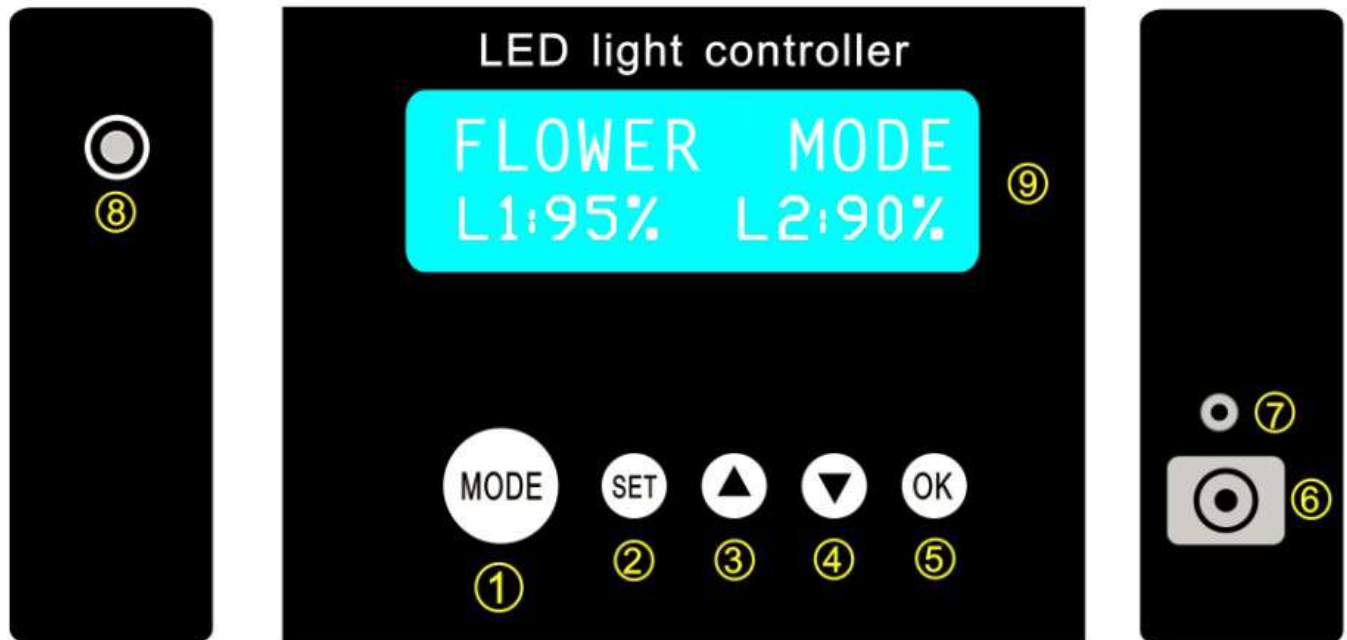 LED light controller
FLOWER MODE
⑨
L1:95% L2:90%
⑧
⑦
MODE SET ▲ ▼ OK
⑥
① ② ③ ④ ⑤